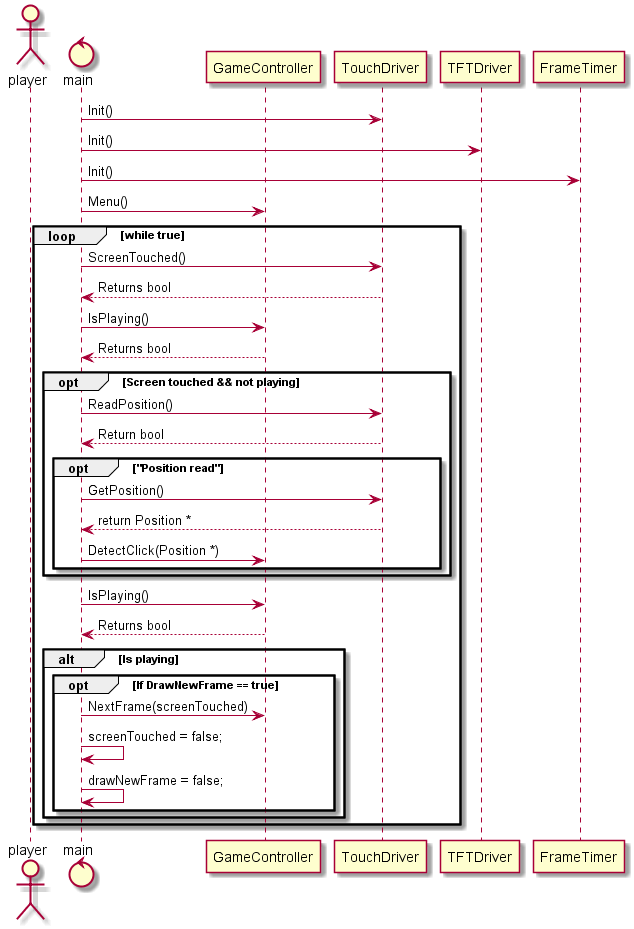 player
main
GameController
TouchDriver
TFTDriver
FrameTimer
Init()
Init()
Init()
Menu()
loop
[while true]
ScreenTouched()
Returns bool
IsPlaying()
Returns bool
opt
[Screen touched && not playing]
ReadPosition()
Return bool
opt
["Position read"]
GetPosition()
return Position *
DetectClick(Position *)
IsPlaying()
Returns bool
alt
[Is playing]
opt
[If DrawNewFrame == true]
NextFrame(screenTouched)
screenTouched = false;
drawNewFrame = false;
player
main
GameController
TouchDriver
TFTDriver
FrameTimer